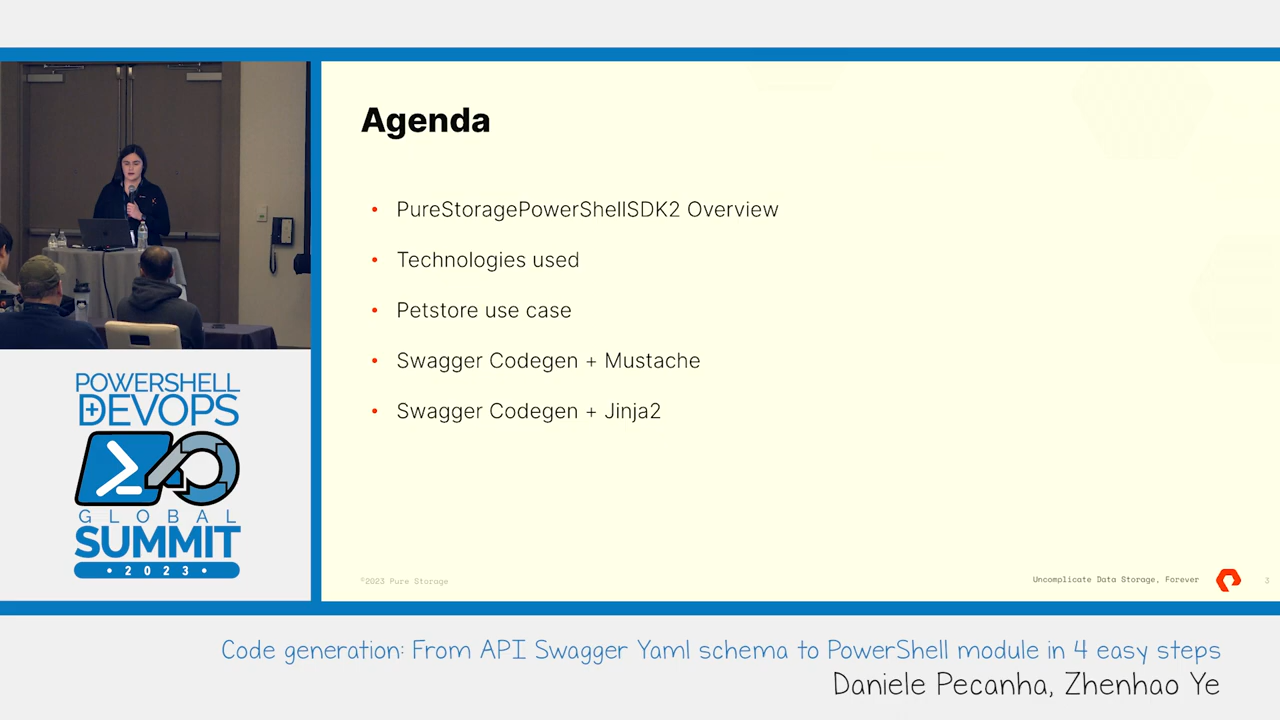 Agenda
• PureStoragePowerShellSDK2 Overview
• Technologies used
• Petstore use case
• Swagger Codegen + Mustache
• Swagger Codegen + Jinja2
©2023 Pure Storage
Uncomplicate Data Storage, Forever
3
POWERSHELL
+DEVOPS
GLOBAL
SUMMIT
• 2023 •
Code generation: From API Swagger Yaml schema to PowerShell module in 4 easy steps
Daniele Pecanha, Zhenhao Ye